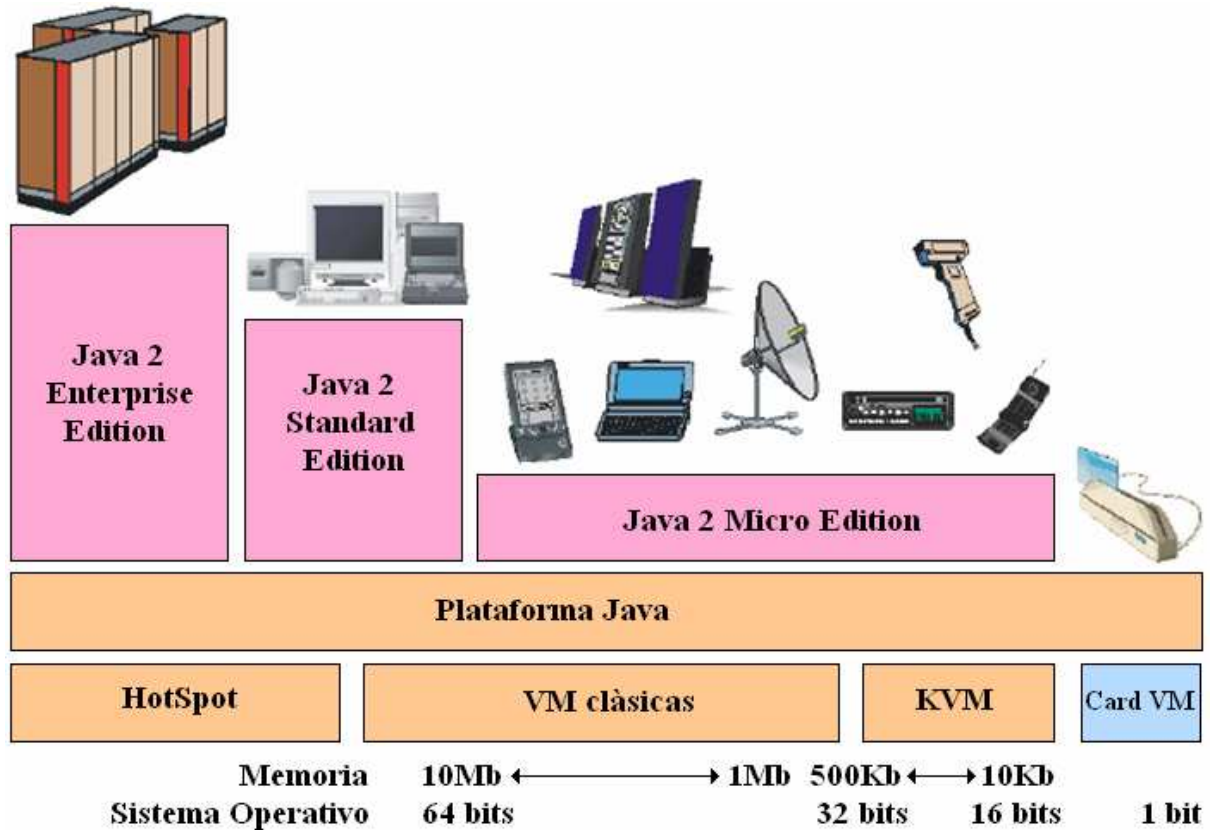 Java 2
Enterprise
Edition
Java 2
Standard
Edition
Java 2 Micro Edition
Plataforma Java
HotSpot
VM clàsicas
KVM
Card VM
Memoria 10Mb 1Mb 500Kb 10Kb
Sistema Operativo 64 bits 32 bits 16 bits 1 bit